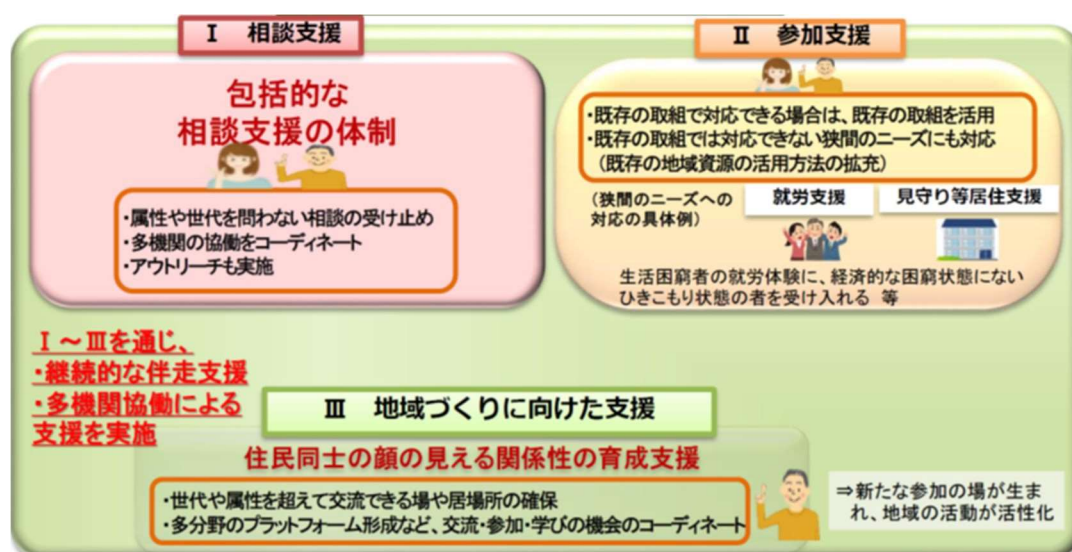 Ⅰ 相談支援
包括的な
相談支援の体制
・属性や世代を問わない相談の受け止め
・多機関の協働をコーディネート
・アウトリーチも実施
Ⅱ 参加支援
・既存の取組で対応できる場合は、既存の取組を活用
・既存の取組では対応できない狭間のニーズにも対応
（既存の地域資源の活用方法の拡充）
（狭間のニーズへの
対応の具体例）
就労支援
見守り等居住支援
生活困窮者の就労体験に、経済的な困窮状態にない
ひきこもり状態の者を受け入れる 等
Ⅰ～Ⅲを通じ、
・継続的な伴走支援
・多機関協働による
支援を実施
Ⅲ 地域づくりに向けた支援
住民同士の顔の見える関係性の育成支援
・世代や属性を超えて交流できる場や居場所の確保
・多分野のプラットフォーム形成など、交流・参加・学びの機会のコーディネート
⇒新たな参加の場が生ま
れ、地域の活動が活性化